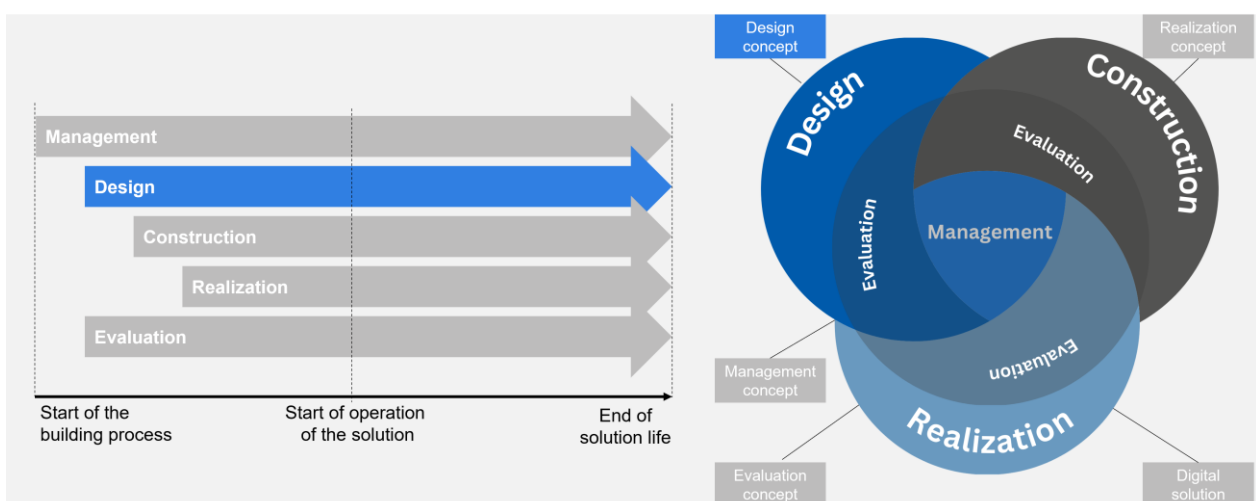 Management
Design
Construction
Realization
Evaluation
Start of the
building process
Start of operation
of the solution
End of
solution life
Design
concept
Realization
concept
Design
Construction
Evaluation
Evaluation
Management
Evaluation
Realization
Management
concept
Evaluation
concept
Digital
solution